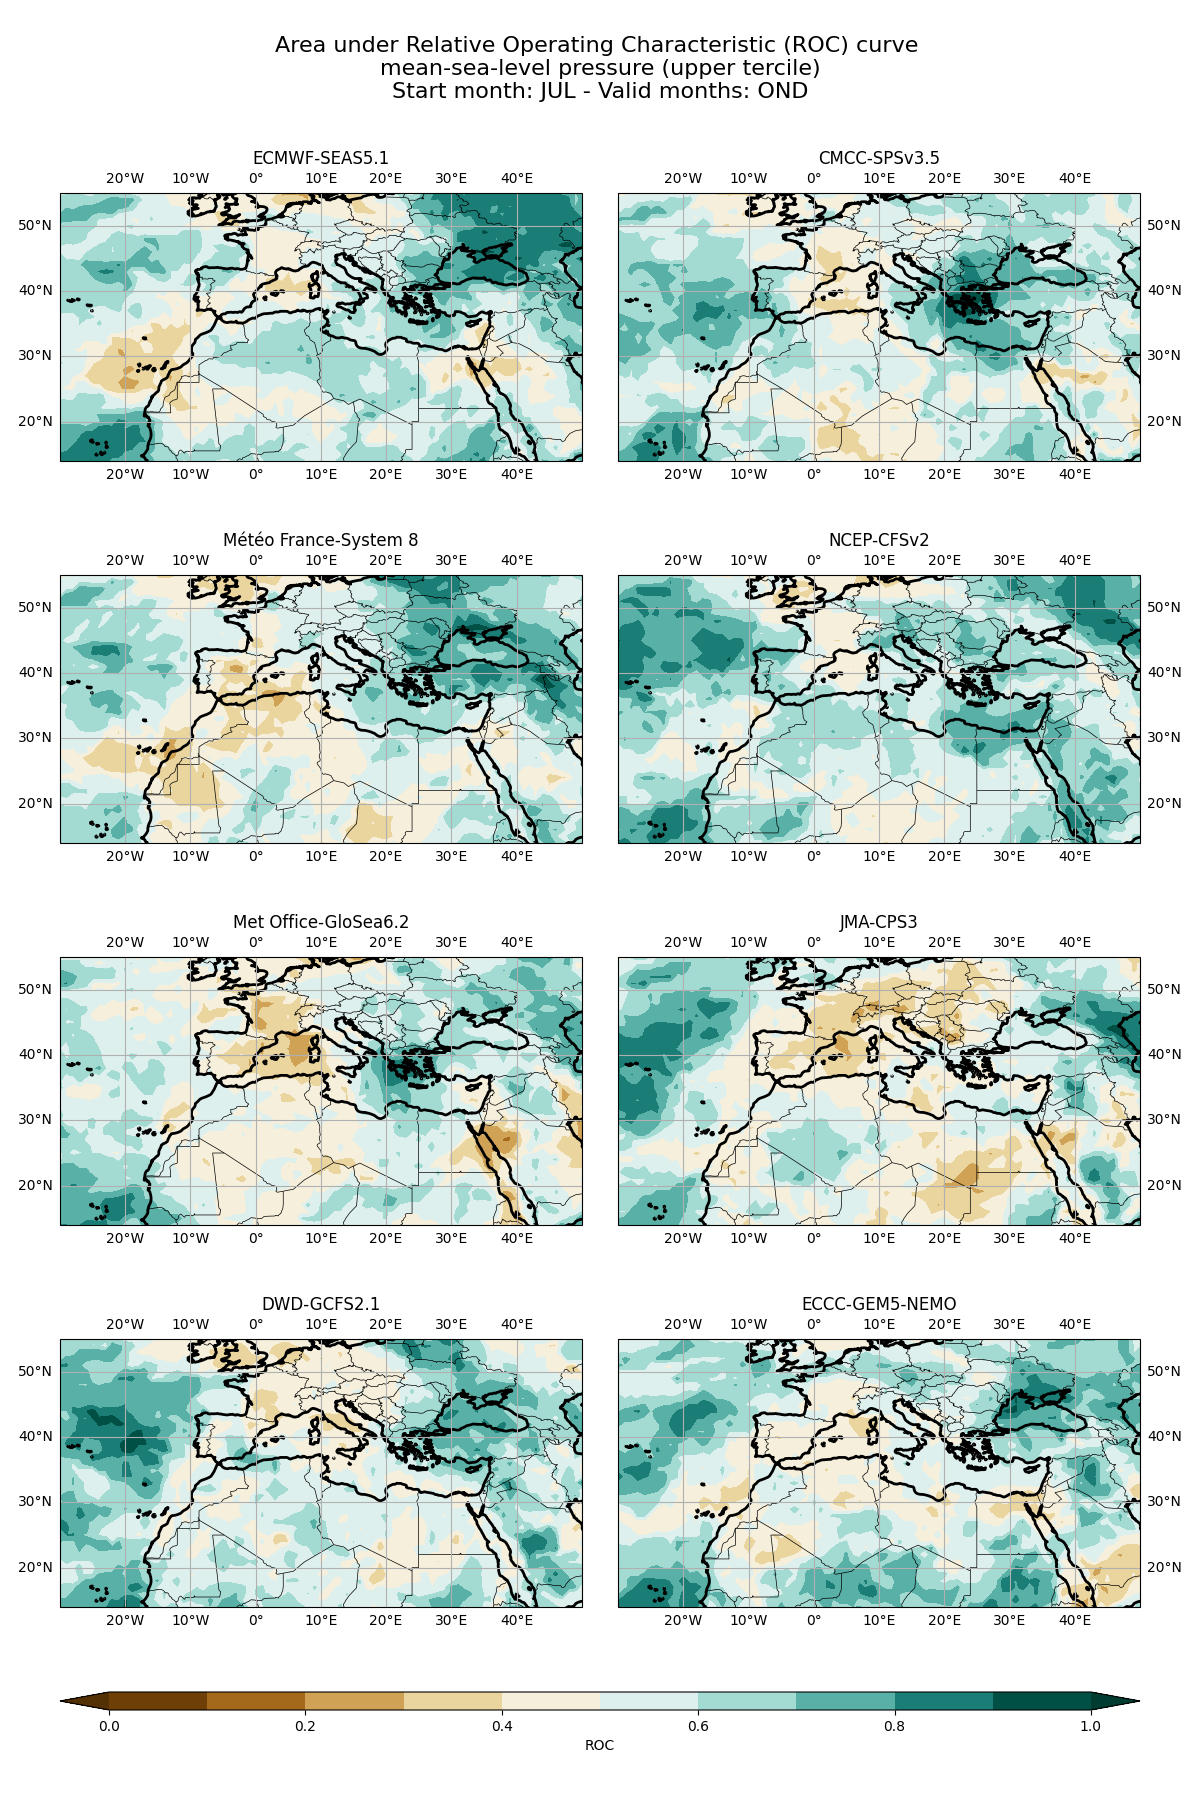 Area under Relative Operating Characteristic (ROC) curve
mean-sea-level pressure (upper tercile)
Start month: JUL - Valid months: OND
ECMWF-SEAS5.1
20°W 10°W 0° 10°E 20°E 30°E 40°E
50°N
40°N
30°N
20°N
20°W 10°W 0° 10°E 20°E 30°E 40°E
CMCC-SPSv3.5
20°W 10°W 0° 10°E 20°E 30°E 40°E
50°N
40°N
30°N
20°N
20°W 10°W 0° 10°E 20°E 30°E 40°E
Météo France-System 8
20°W 10°W 0° 10°E 20°E 30°E 40°E
50°N
40°N
30°N
20°N
20°W 10°W 0° 10°E 20°E 30°E 40°E
NCEP-CFSv2
20°W 10°W 0° 10°E 20°E 30°E 40°E
50°N
40°N
30°N
20°N
20°W 10°W 0° 10°E 20°E 30°E 40°E
Met Office-GloSea6.2
20°W 10°W 0° 10°E 20°E 30°E 40°E
50°N
40°N
30°N
20°N
20°W 10°W 0° 10°E 20°E 30°E 40°E
JMA-CPS3
20°W 10°W 0° 10°E 20°E 30°E 40°E
50°N
40°N
30°N
20°N
20°W 10°W 0° 10°E 20°E 30°E 40°E
DWD-GCFS2.1
20°W 10°W 0° 10°E 20°E 30°E 40°E
50°N
40°N
30°N
20°N
20°W 10°W 0° 10°E 20°E 30°E 40°E
ECCC-GEM5-NEMO
20°W 10°W 0° 10°E 20°E 30°E 40°E
50°N
40°N
30°N
20°N
20°W 10°W 0° 10°E 20°E 30°E 40°E
0.0 0.2 0.4 0.6 0.8 1.0
ROC